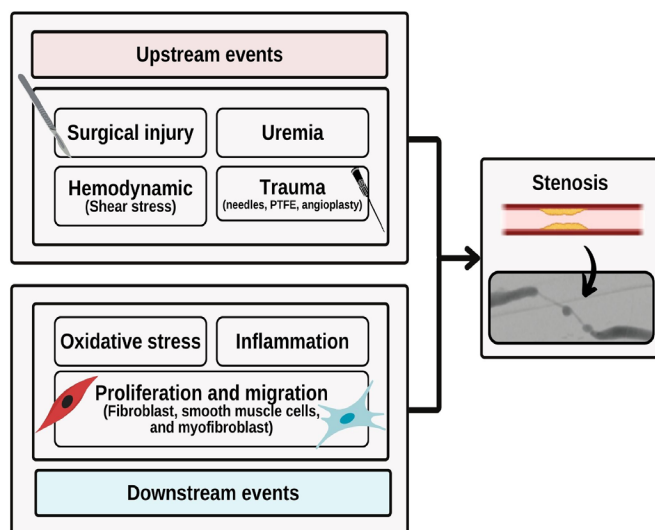 Upstream events
Surgical injury
Uremia
Hemodynamic
(Shear stress)
Trauma
(needles, PTFE, angioplasty)
Stenosis
Oxidative stress
Inflammation
Proliferation and migration
(Fibroblast, smooth muscle cells,
and myofibroblast)
Downstream events